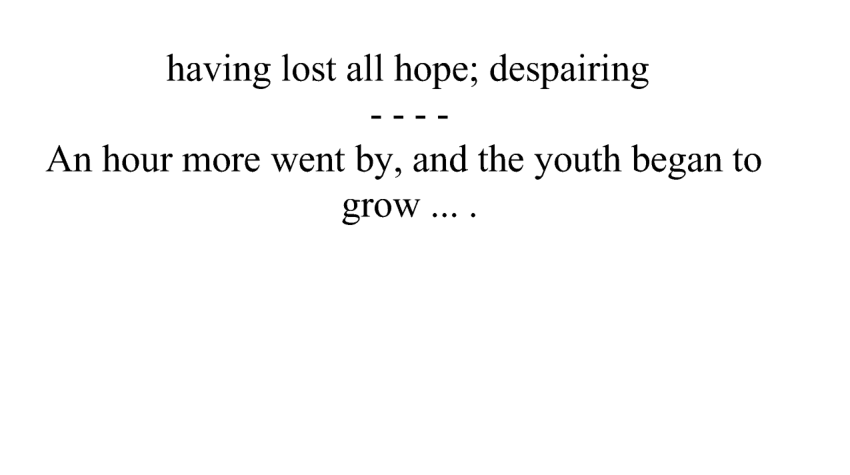 having lost all hope; despairing
- - - -
An hour more went by, and the youth began to
grow ... .